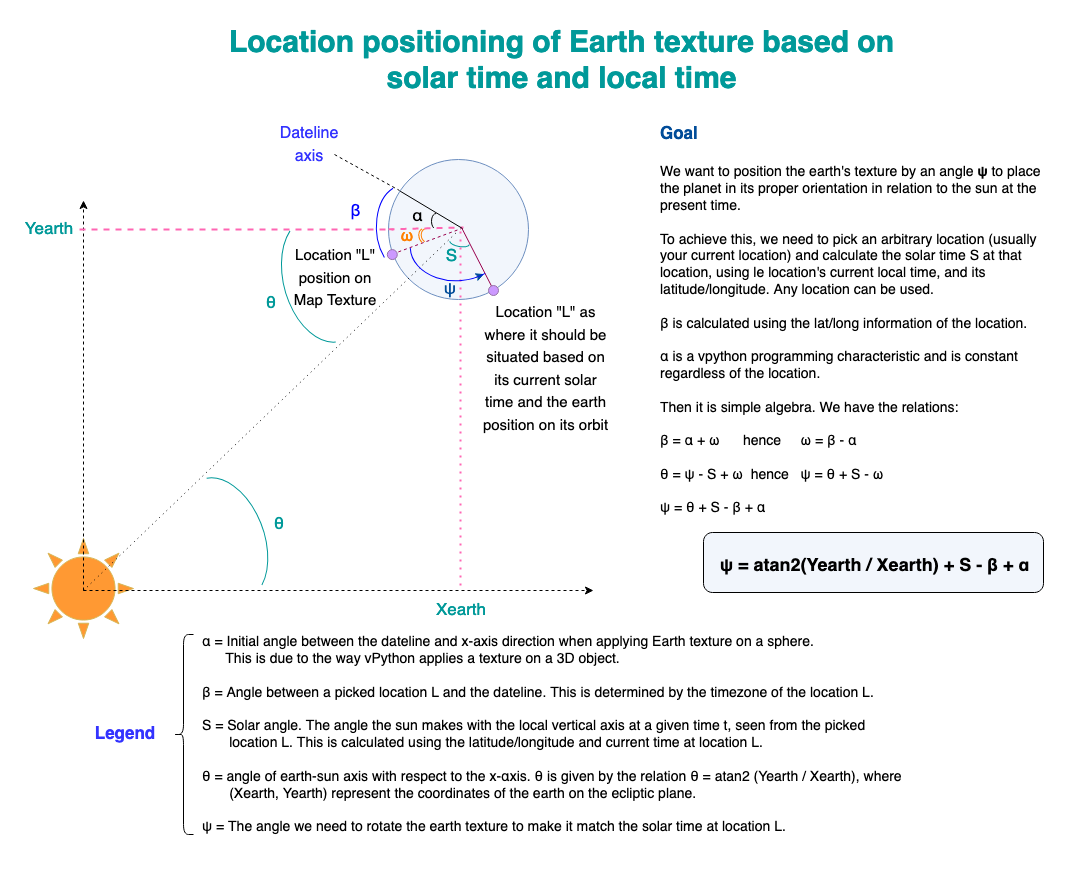 Location positioning of Earth texture based on
solar time and local time
Dateline
axis
β
α
ω
S
ψ
Yearth
Location "L"
position on
Map Texture
θ
Location "L" as
where it should be
situated based on
its current solar
time and the earth
position on its orbit
θ
Xearth
Goal
We want to position the earth's texture by an angle ψ to place
the planet in its proper orientation in relation to the sun at the
present time.
To achieve this, we need to pick an arbitrary location (usually
your current location) and calculate the solar time S at that
location, using le location's current local time, and its
latitude/longitude. Any location can be used.
β is calculated using the lat/long information of the location.
α is a vpython programming characteristic and is constant
regardless of the location.
Then it is simple algebra. We have the relations:
β = α + ω hence ω = β - α
θ = ψ - S + ω hence ψ = θ + S - ω
ψ = θ + S - β + α
ψ = atan2(Yearth / Xearth) + S - β + α
Legend
α = Initial angle between the dateline and x-axis direction when applying Earth texture on a sphere.
This is due to the way vPython applies a texture on a 3D object.
β = Angle between a picked location L and the dateline. This is determined by the timezone of the location L.
S = Solar angle. The angle the sun makes with the local vertical axis at a given time t, seen from the picked
location L. This is calculated using the latitude/longitude and current time at location L.
θ = angle of earth-sun axis with respect to the x-αxis. θ is given by the relation θ = atan2 (Yearth / Xearth), where
(Xearth, Yearth) represent the coordinates of the earth on the ecliptic plane.
ψ = The angle we need to rotate the earth texture to make it match the solar time at location L.